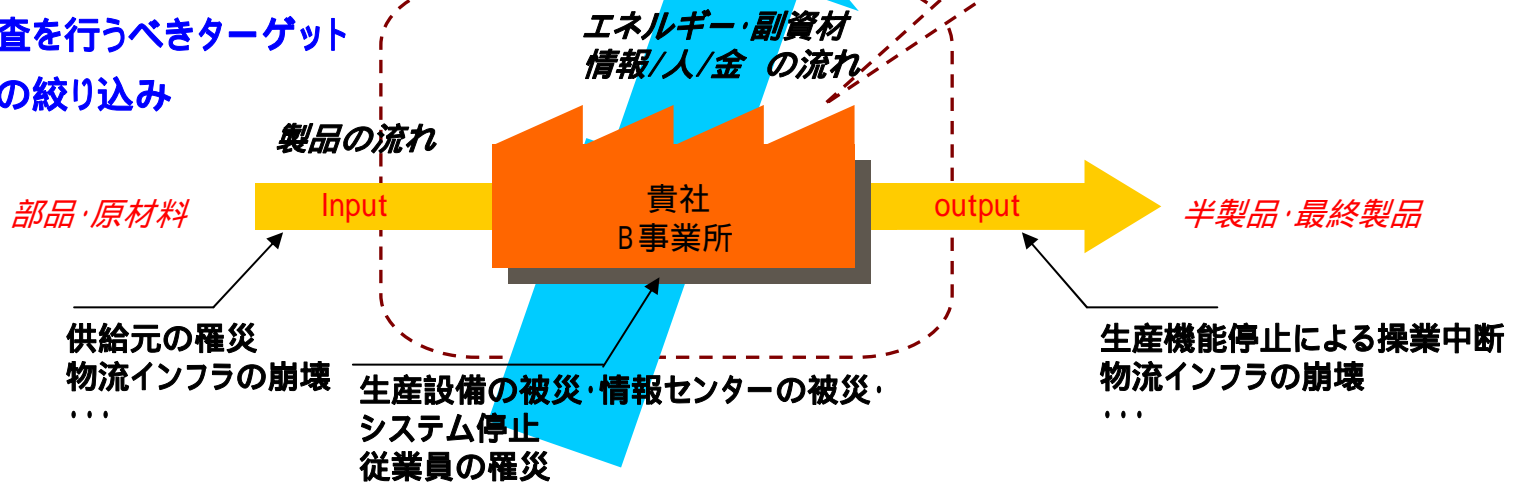 査を行うべきターゲット
の絞り込み
エネルギー・副資材
情報/人/金 の流れ
製品の流れ
部品・原材料
Input
貴社
B事業所
output
半製品・最終製品
供給元の罹災
物流インフラの崩壊
・・・
生産設備の被災・情報センターの被災・
システム停止
従業員の罹災
生産機能停止による操業中断
物流インフラの崩壊
・・・